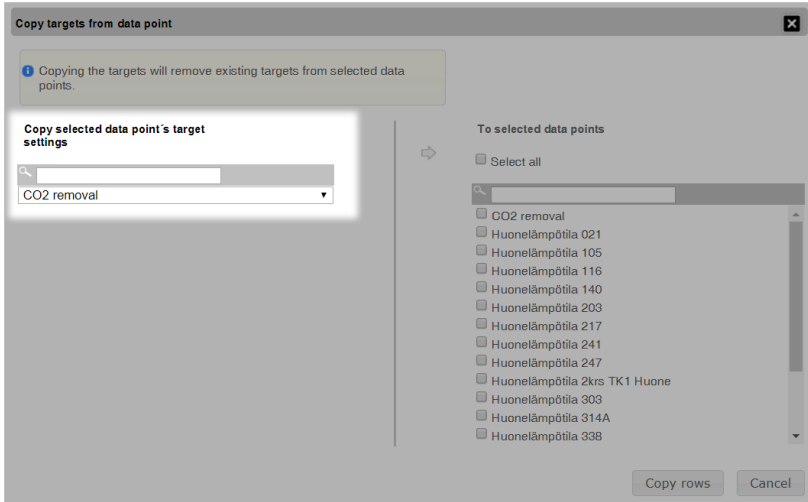 Copy targets from data point
Copying the targets will remove existing targets from selected data
points.
Copy selected data point´s target
settings
CO2 removal
To selected data points
Select all
CO2 removal
Huonelämpötila 021
Huonelämpötila 105
Huonelämpötila 116
Huonelämpötila 140
Huonelämpötila 203
Huonelämpötila 217
Huonelämpötila 241
Huonelämpötila 247
Huonelämpötila 2krs TK1 Huone
Huonelämpötila 303
Huonelämpötila 314A
Huonelämpötila 338
Copy rows
Cancel